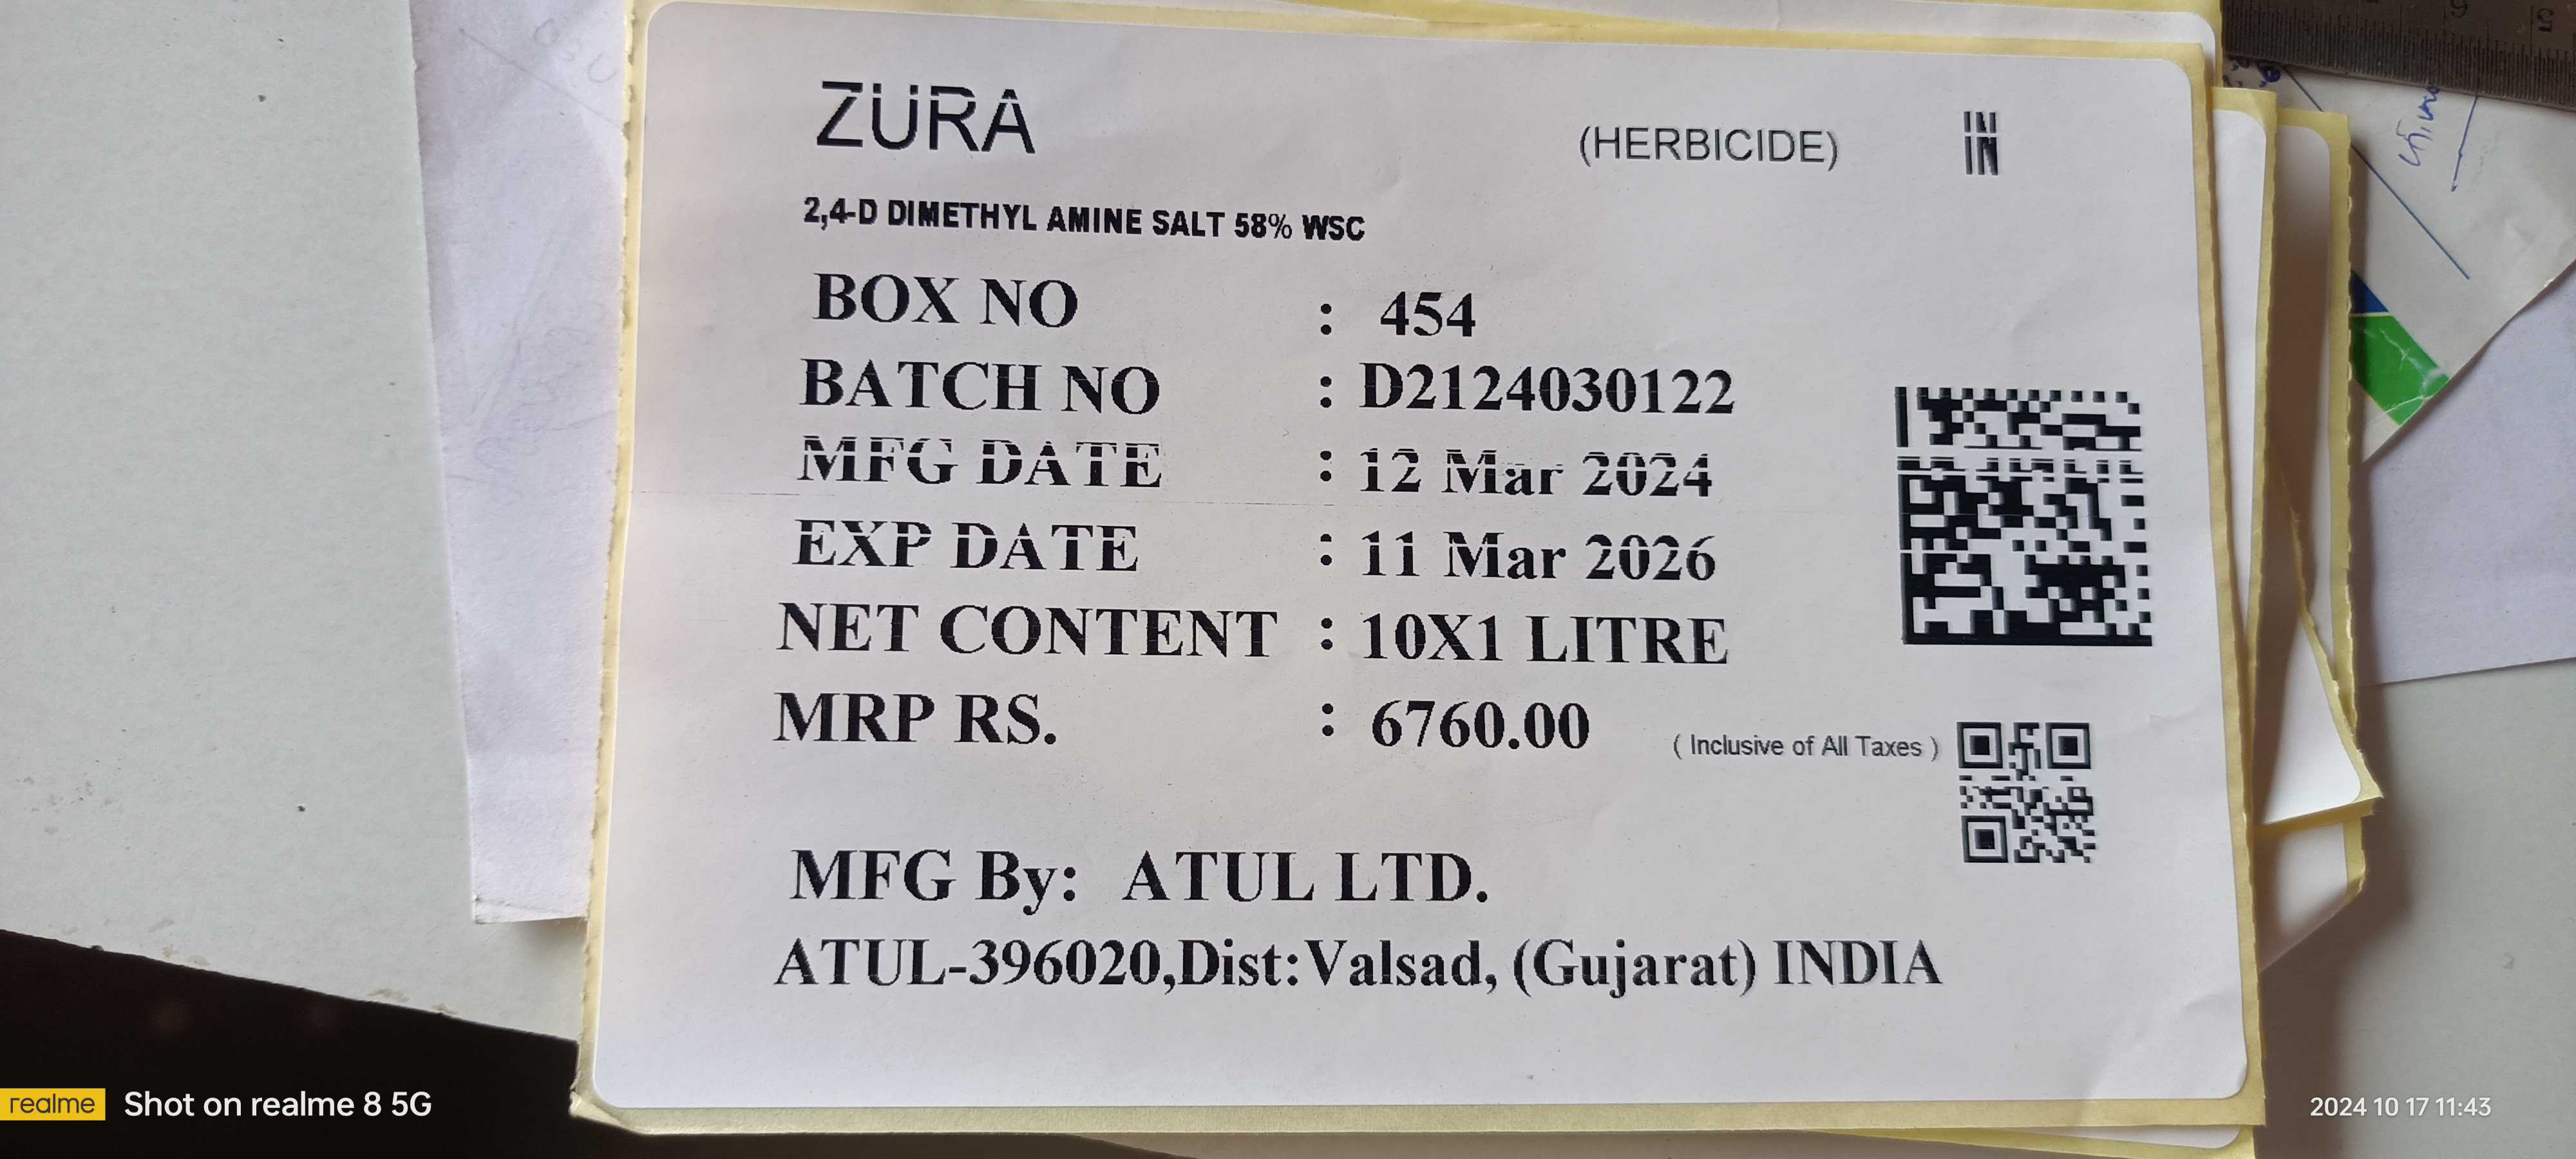 ZURA
(HERBICIDE)
IN
IN
2,4-D DIMETHYL AMINE SALT 58% WSC
BOX NO : 454
BATCH NO : D2124030122
MFG DATE : 12 Mar 2024
EXP DATE : 11 Mar 2026
NET CONTENT : 10X1 LITRE
MRP RS. : 6760.00 ( Inclusive of All Taxes )
MFG By: ATUL LTD.
ATUL-396020,Dist:Valsad, (Gujarat) INDIA
realme Shot on realme 8 5G
2024 10 17 11:43